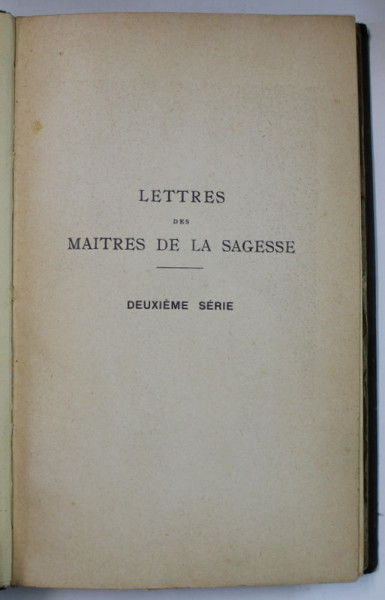 LETTRES
DES
MAITRES DE LA SAGESSE
DEUXIÈME SÉRIE